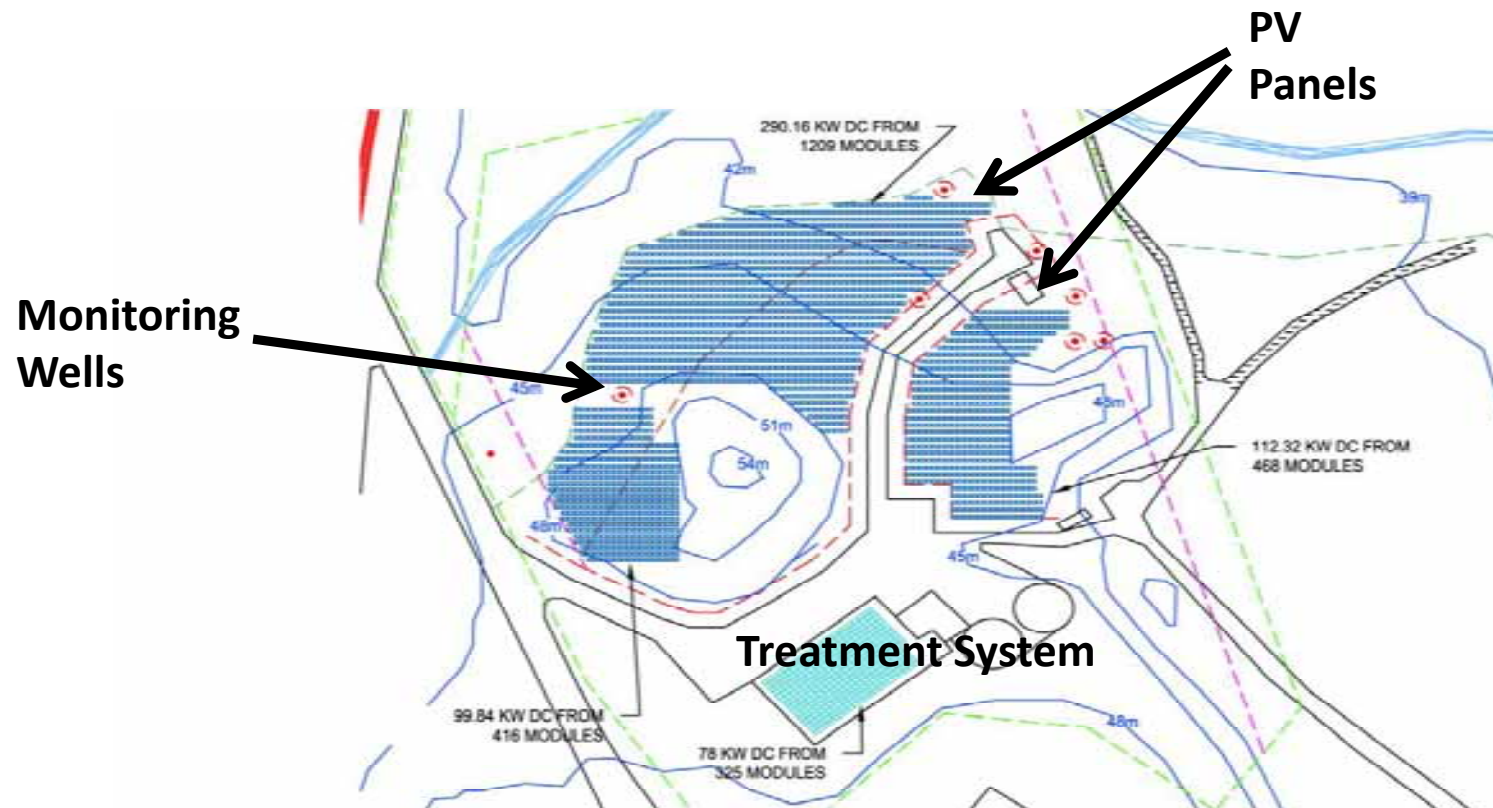 PV
Panels
290.16 KW DC FROM
1209 MODULES
42m
39m
Monitoring
Wells
45m
48m
51m
54m
112.32 KW DC FROM
468 MODULES
48m
45m
Treatment System
99.84 KW DC FROM
416 MODULES
48m
78 KW DC FROM
325 MODULES